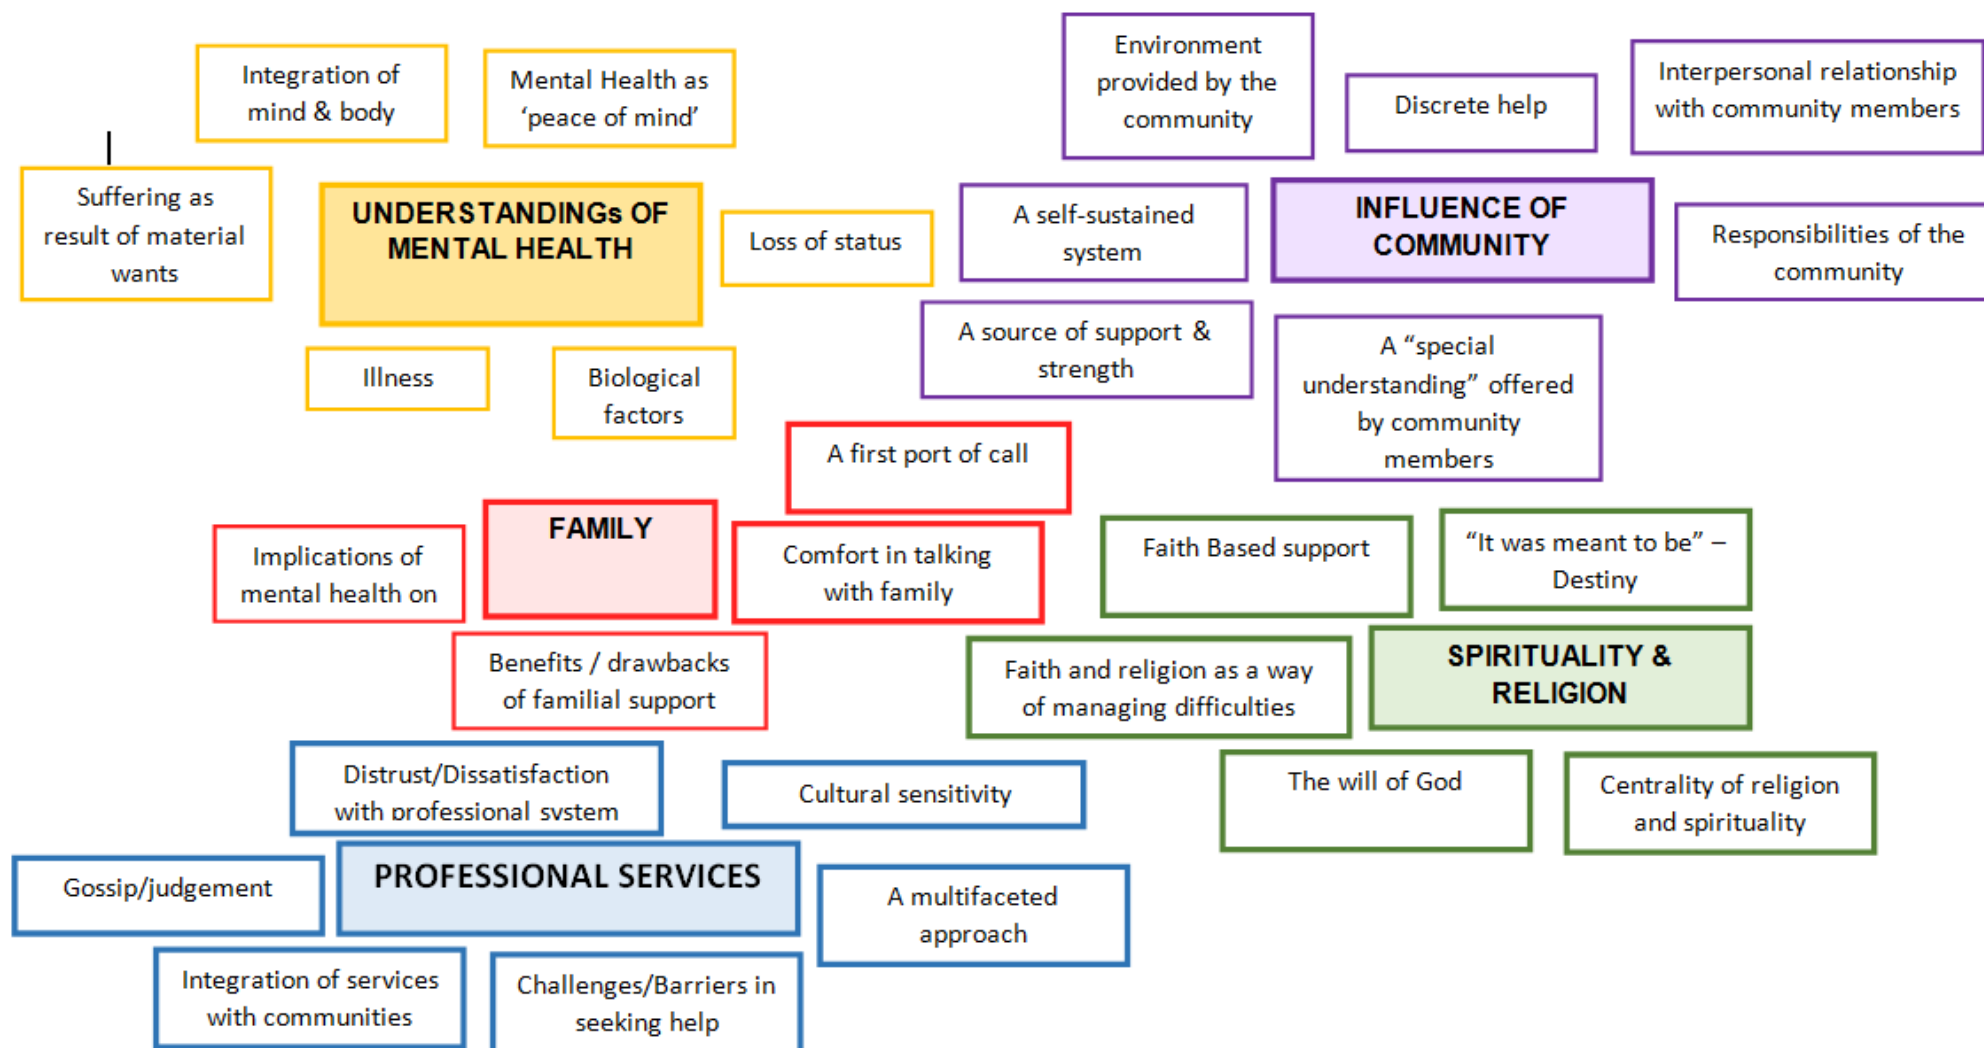 Integration of
mind & body
Mental Health as
‘peace of mind’
Suffering as
result of material
wants
UNDERSTANDINGs OF
MENTAL HEALTH
Loss of status
Illness
Biological
factors
Environment
provided by the
community
Discrete help
Interpersonal relationship
with community members
A self-sustained
system
INFLUENCE OF
COMMUNITY
Responsibilities of the
community
A source of support &
strength
A “special
understanding” offered
by community
members
A first port of call
FAMILY
Implications of
mental health on
Comfort in talking
with family
Benefits / drawbacks
of familial support
Faith Based support
“It was meant to be” –
Destiny
Faith and religion as a way
of managing difficulties
SPIRITUALITY &
RELIGION
The will of God
Centrality of religion
and spirituality
Distrust/Dissatisfaction
with professional system
Cultural sensitivity
Gossip/judgement
PROFESSIONAL SERVICES
A multifaceted
approach
Integration of services
with communities
Challenges/Barriers in
seeking help